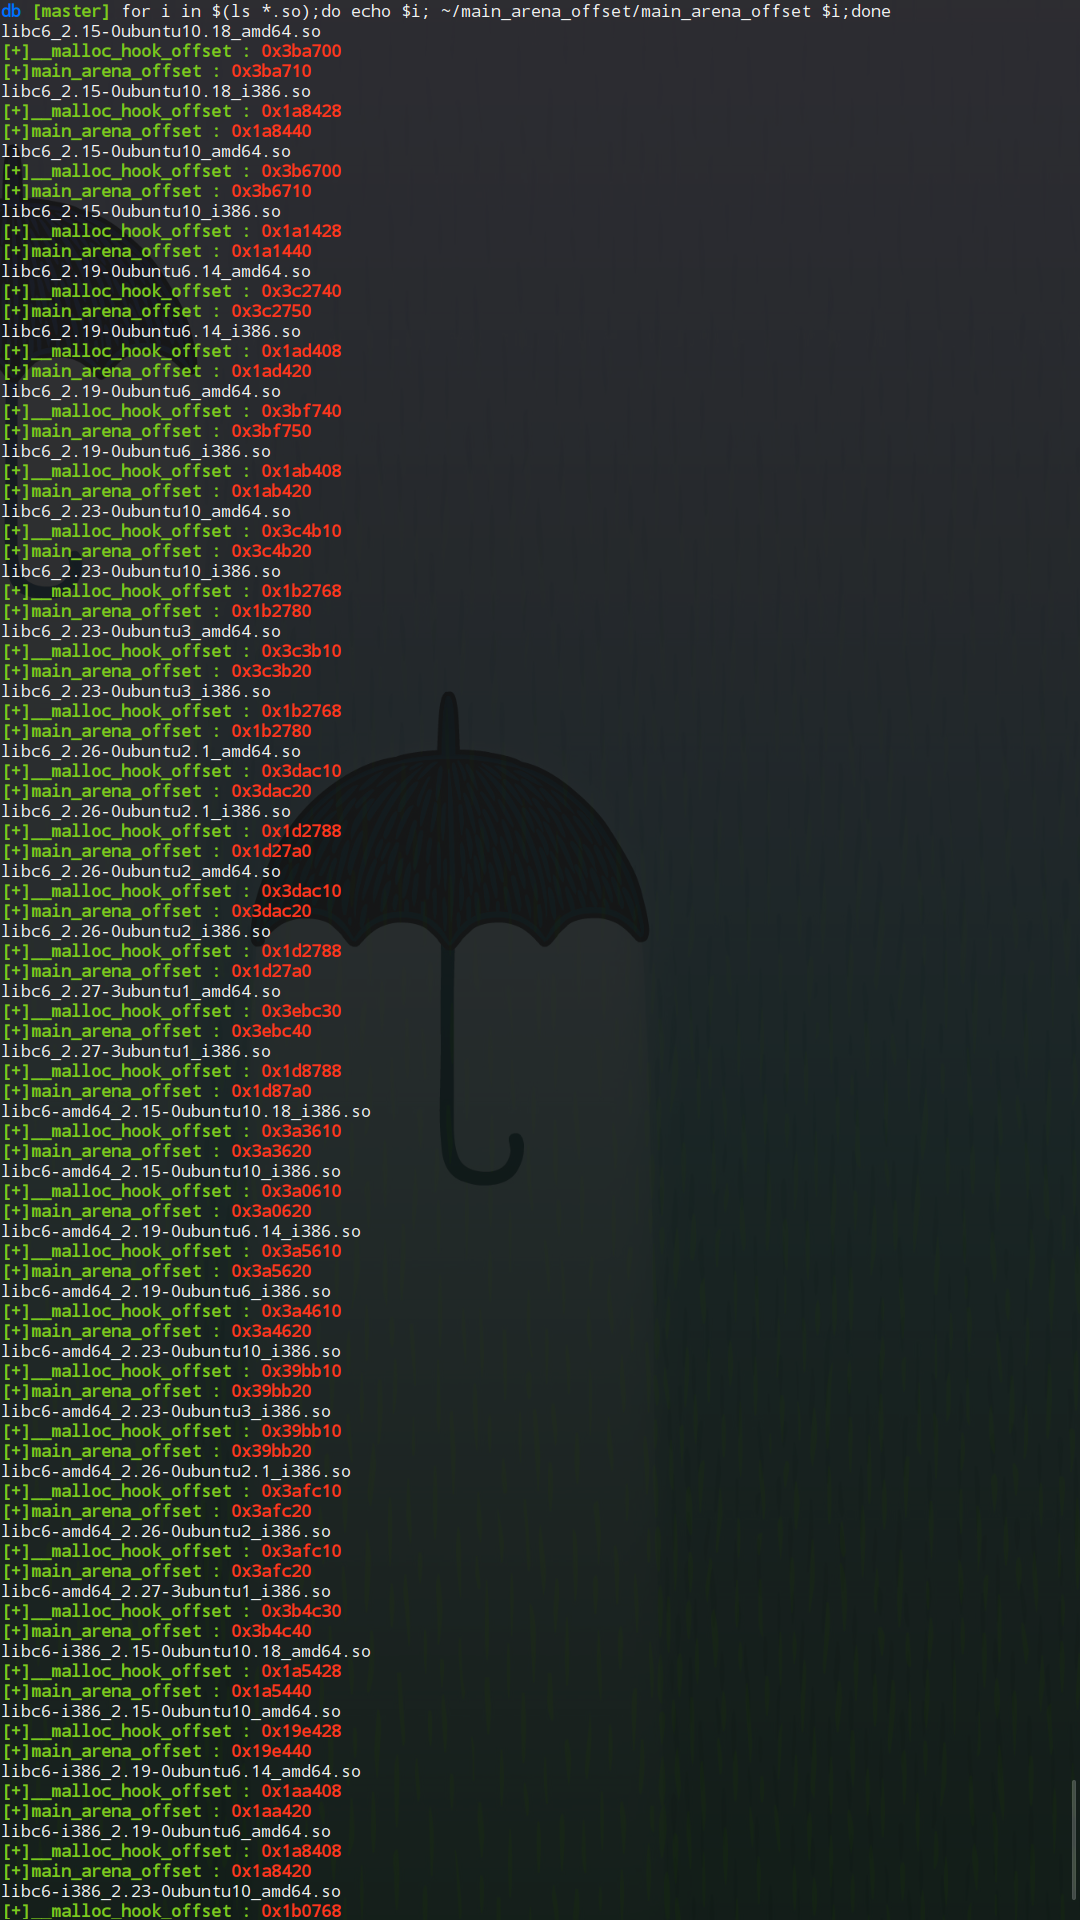 db [master] for i in $(ls *.so);do echo $i; ~/main_arena_offset/main_arena_offset $i;done
libc6_2.15-0ubuntu10.18_amd64.so
[+]__malloc_hook_offset : 0x3ba700
[+]main_arena_offset : 0x3ba710
libc6_2.15-0ubuntu10.18_i386.so
[+]__malloc_hook_offset : 0x1a8428
[+]main_arena_offset : 0x1a8440
libc6_2.15-0ubuntu10_amd64.so
[+]__malloc_hook_offset : 0x3b6700
[+]main_arena_offset : 0x3b6710
libc6_2.15-0ubuntu10_i386.so
[+]__malloc_hook_offset : 0x1a1428
[+]main_arena_offset : 0x1a1440
libc6_2.19-0ubuntu6.14_amd64.so
[+]__malloc_hook_offset : 0x3c2740
[+]main_arena_offset : 0x3c2750
libc6_2.19-0ubuntu6.14_i386.so
[+]__malloc_hook_offset : 0x1ad408
[+]main_arena_offset : 0x1ad420
libc6_2.19-0ubuntu6_amd64.so
[+]__malloc_hook_offset : 0x3bf740
[+]main_arena_offset : 0x3bf750
libc6_2.19-0ubuntu6_i386.so
[+]__malloc_hook_offset : 0x1ab408
[+]main_arena_offset : 0x1ab420
libc6_2.23-0ubuntu10_amd64.so
[+]__malloc_hook_offset : 0x3c4b10
[+]main_arena_offset : 0x3c4b20
libc6_2.23-0ubuntu10_i386.so
[+]__malloc_hook_offset : 0x1b2768
[+]main_arena_offset : 0x1b2780
libc6_2.23-0ubuntu3_amd64.so
[+]__malloc_hook_offset : 0x3c3b10
[+]main_arena_offset : 0x3c3b20
libc6_2.23-0ubuntu3_i386.so
[+]__malloc_hook_offset : 0x1b2768
[+]main_arena_offset : 0x1b2780
libc6_2.26-0ubuntu2.1_amd64.so
[+]__malloc_hook_offset : 0x3dac10
[+]main_arena_offset : 0x3dac20
libc6_2.26-0ubuntu2.1_i386.so
[+]__malloc_hook_offset : 0x1d2788
[+]main_arena_offset : 0x1d27a0
libc6_2.26-0ubuntu2_amd64.so
[+]__malloc_hook_offset : 0x3dac10
[+]main_arena_offset : 0x3dac20
libc6_2.26-0ubuntu2_i386.so
[+]__malloc_hook_offset : 0x1d2788
[+]main_arena_offset : 0x1d27a0
libc6_2.27-3ubuntu1_amd64.so
[+]__malloc_hook_offset : 0x3ebc30
[+]main_arena_offset : 0x3ebc40
libc6_2.27-3ubuntu1_i386.so
[+]__malloc_hook_offset : 0x1d8788
[+]main_arena_offset : 0x1d87a0
libc6-amd64_2.15-0ubuntu10.18_i386.so
[+]__malloc_hook_offset : 0x3a3610
[+]main_arena_offset : 0x3a3620
libc6-amd64_2.15-0ubuntu10_i386.so
[+]__malloc_hook_offset : 0x3a0610
[+]main_arena_offset : 0x3a0620
libc6-amd64_2.19-0ubuntu6.14_i386.so
[+]__malloc_hook_offset : 0x3a5610
[+]main_arena_offset : 0x3a5620
libc6-amd64_2.19-0ubuntu6_i386.so
[+]__malloc_hook_offset : 0x3a4610
[+]main_arena_offset : 0x3a4620
libc6-amd64_2.23-0ubuntu10_i386.so
[+]__malloc_hook_offset : 0x39bb10
[+]main_arena_offset : 0x39bb20
libc6-amd64_2.23-0ubuntu3_i386.so
[+]__malloc_hook_offset : 0x39bb10
[+]main_arena_offset : 0x39bb20
libc6-amd64_2.26-0ubuntu2.1_i386.so
[+]__malloc_hook_offset : 0x3afc10
[+]main_arena_offset : 0x3afc20
libc6-amd64_2.26-0ubuntu2_i386.so
[+]__malloc_hook_offset : 0x3afc10
[+]main_arena_offset : 0x3afc20
libc6-amd64_2.27-3ubuntu1_i386.so
[+]__malloc_hook_offset : 0x3b4c30
[+]main_arena_offset : 0x3b4c40
libc6-i386_2.15-0ubuntu10.18_amd64.so
[+]__malloc_hook_offset : 0x1a5428
[+]main_arena_offset : 0x1a5440
libc6-i386_2.15-0ubuntu10_amd64.so
[+]__malloc_hook_offset : 0x19e428
[+]main_arena_offset : 0x19e440
libc6-i386_2.19-0ubuntu6.14_amd64.so
[+]__malloc_hook_offset : 0x1aa408
[+]main_arena_offset : 0x1aa420
libc6-i386_2.19-0ubuntu6_amd64.so
[+]__malloc_hook_offset : 0x1a8408
[+]main_arena_offset : 0x1a8420
libc6-i386_2.23-0ubuntu10_amd64.so
[+]__malloc_hook_offset : 0x1b0768